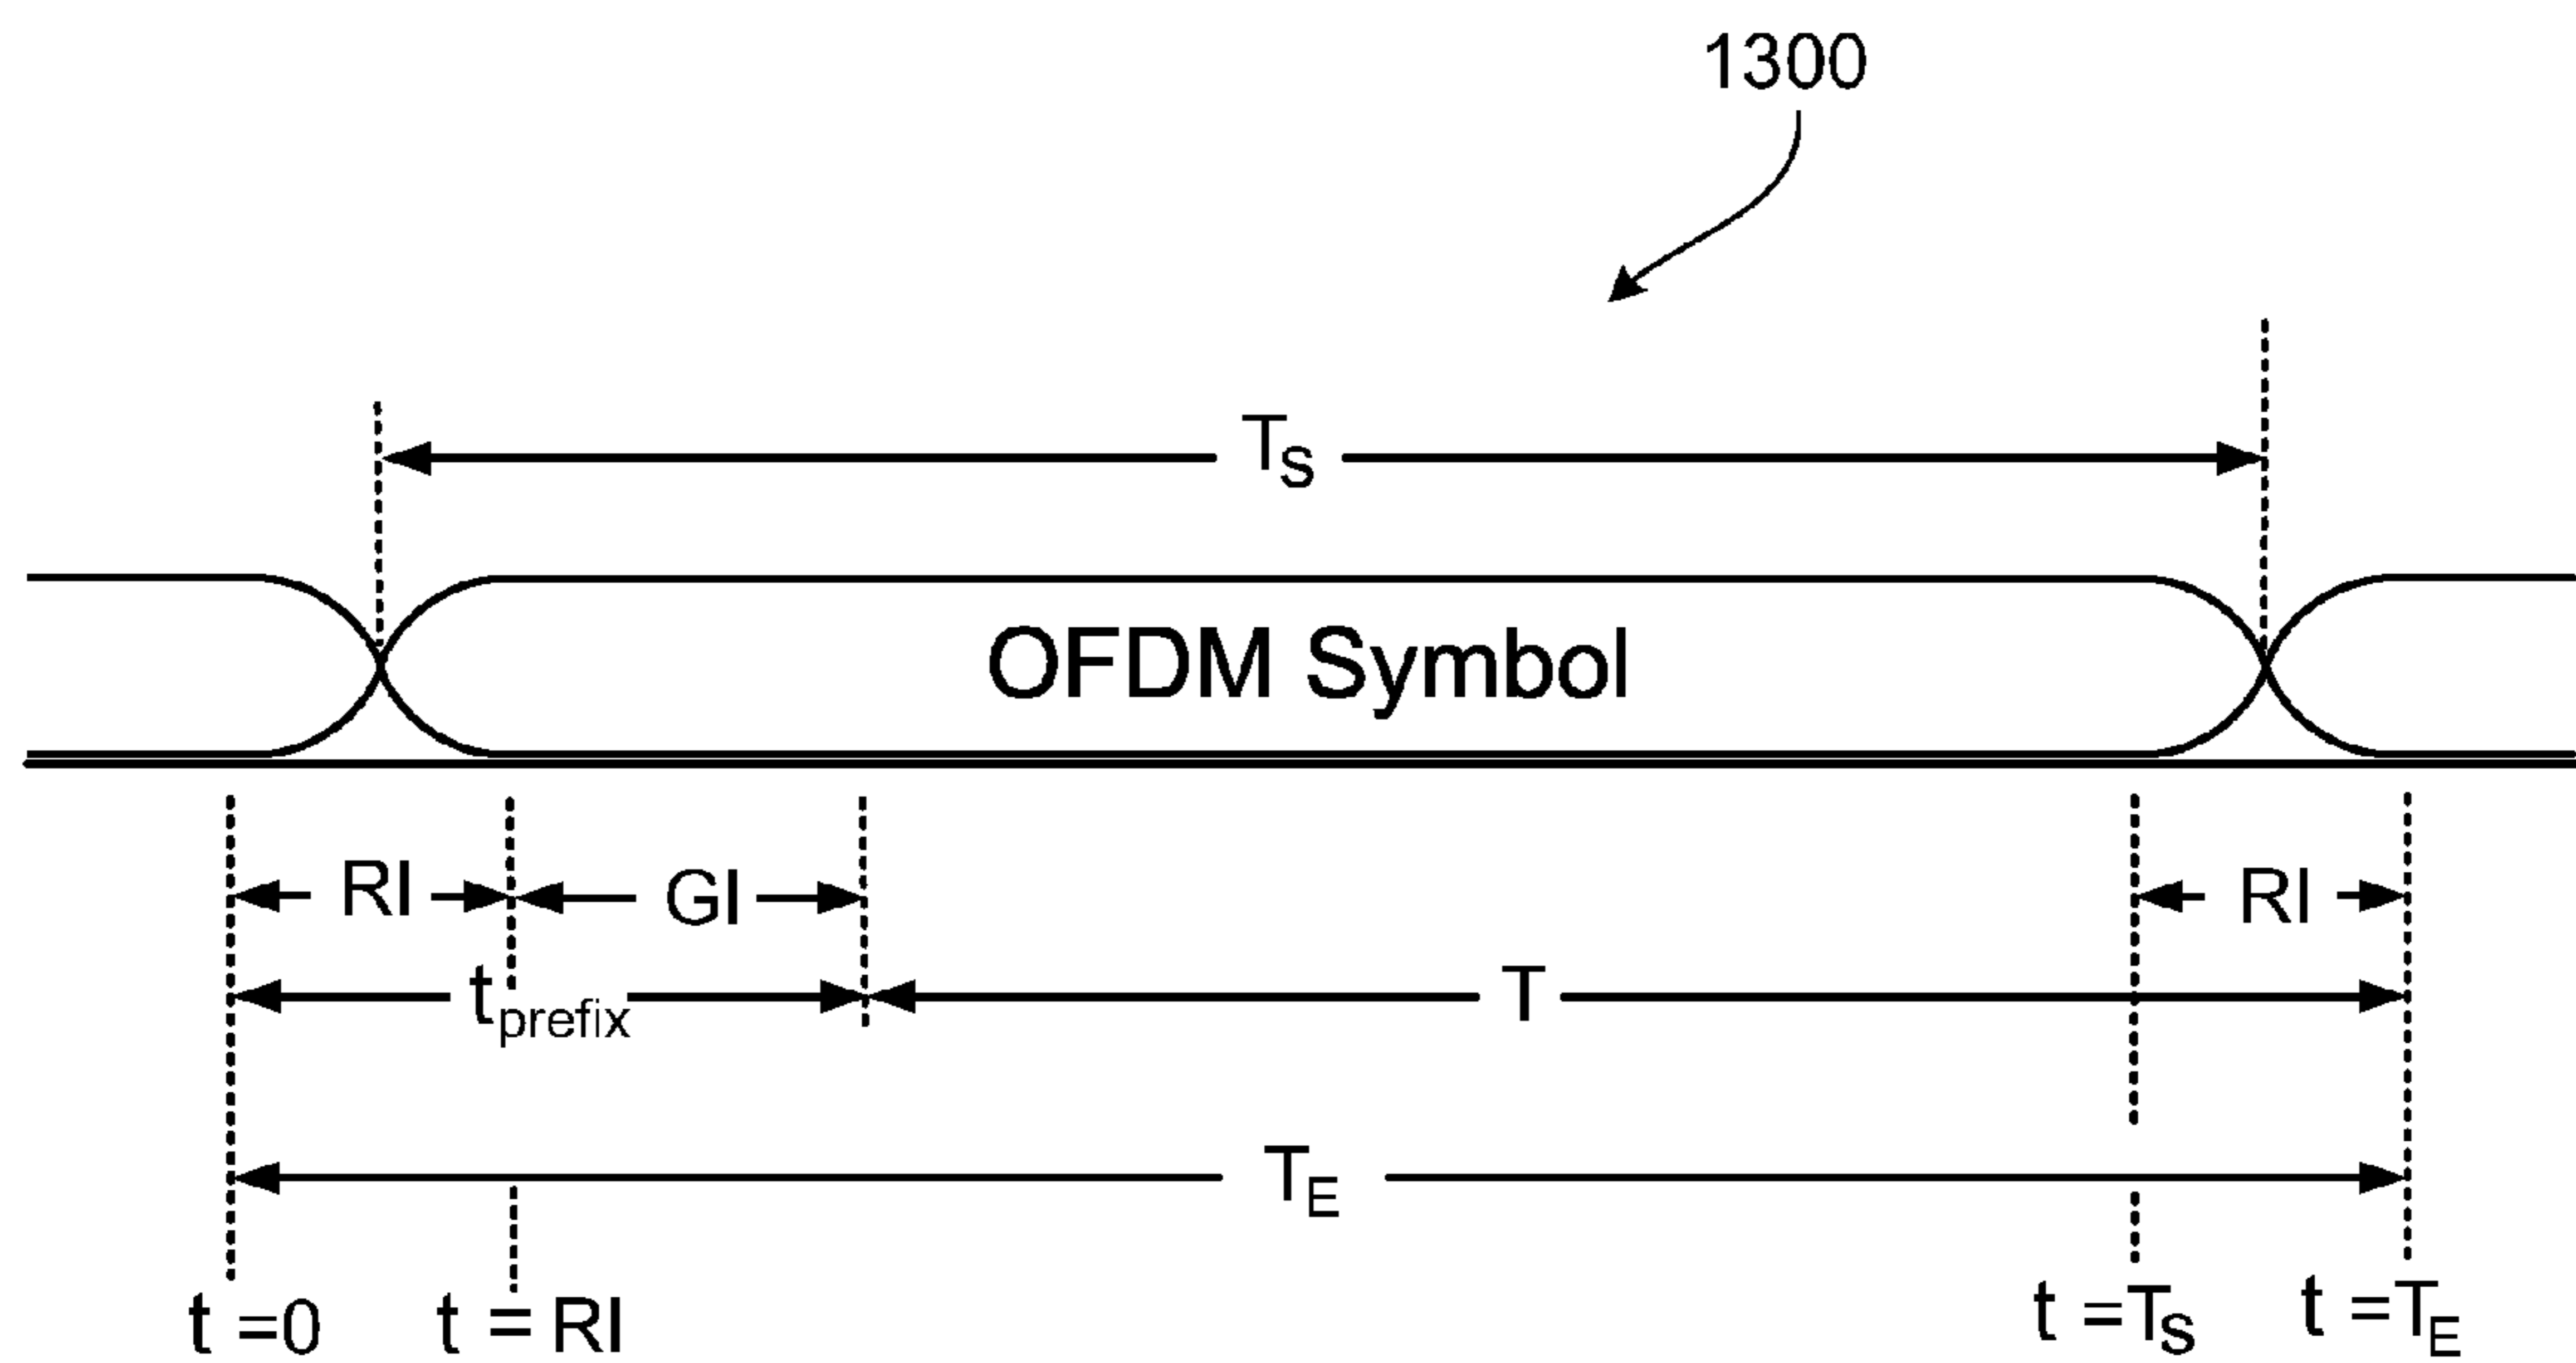 1300
T_S
OFDM Symbol
RI GI RI
t_prefix T
T_E
t =0 t = RI t =T_S t =T_E